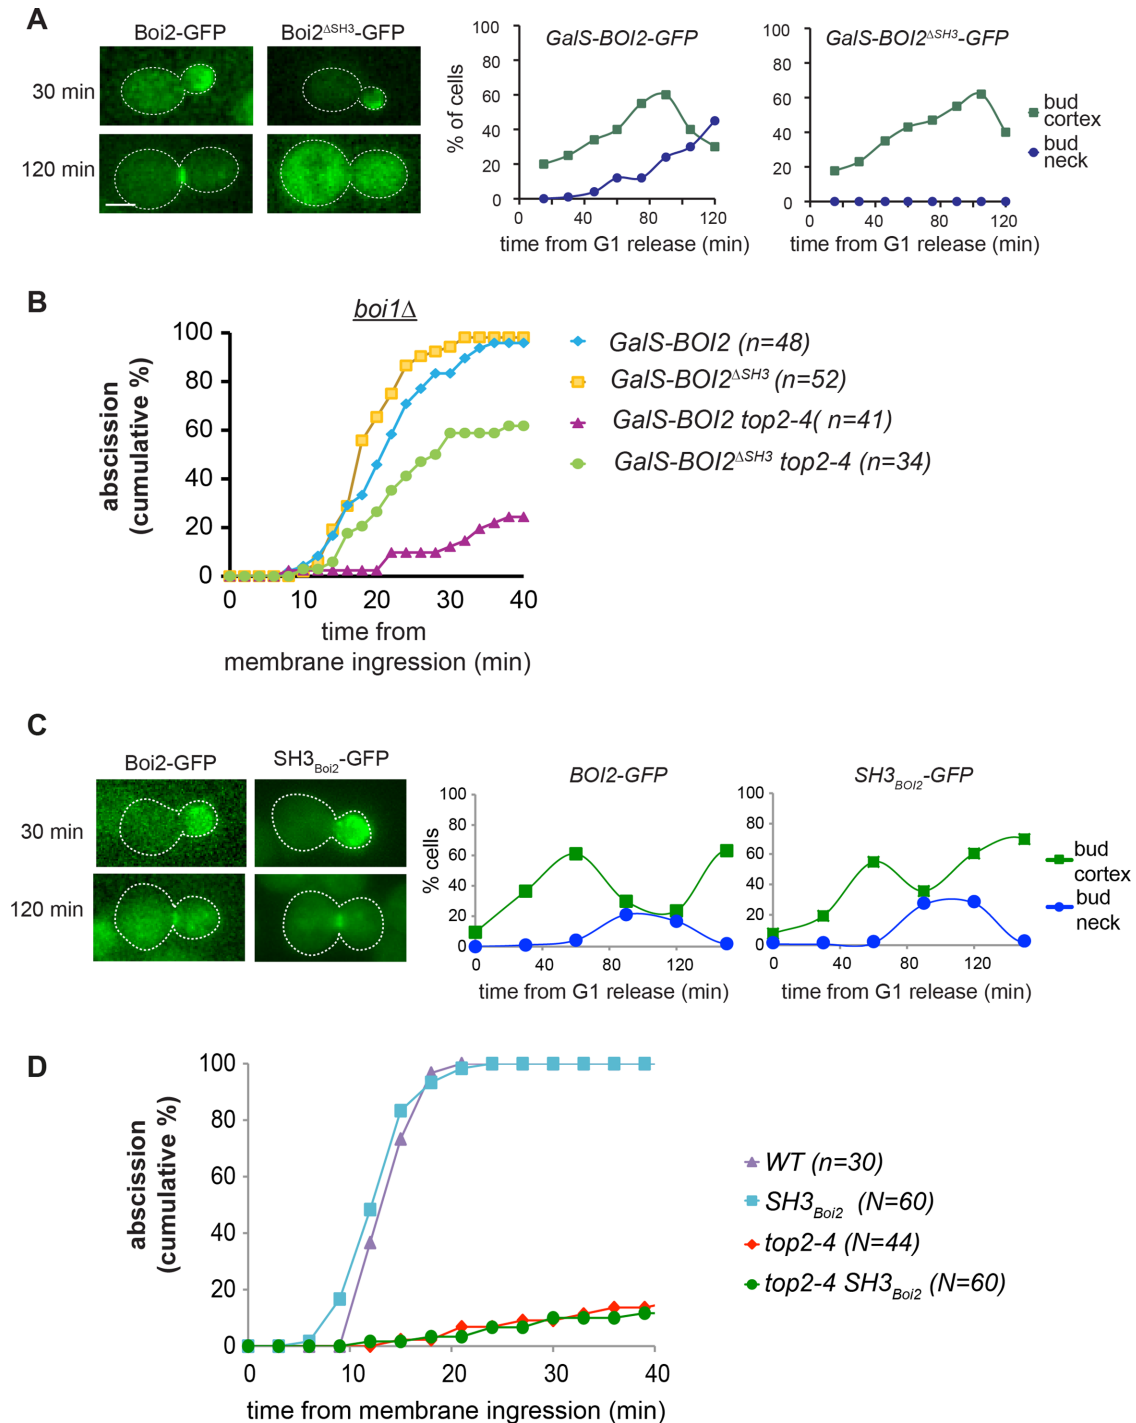 A
Boi2-GFP
Boi2ΔSH3-GFP
30 min
120 min
GalS-BOI2-GFP
GalS-BOI2ΔSH3-GFP
% of cells
100
80
60
40
20
0
0 40 80 120
time from G1 release (min)
100
80
60
40
20
0
0 40 80 120
time from G1 release (min)
bud
cortex
bud
neck
B
boi1Δ
abscission
(cumulative %)
100
80
60
40
20
0
0 10 20 30 40
time from
membrane ingression (min)
GalS-BOI2 (n=48)
GalS-BOI2ΔSH3 (n=52)
GalS-BOI2 top2-4( n=41)
GalS-BOI2ΔSH3 top2-4 (n=34)
C
Boi2-GFP
SH3Boi2-GFP
30 min
120 min
BOI2-GFP
SH3BOI2-GFP
% cells
100
80
60
40
20
0
0 40 80 120
time from G1 release (min)
100
80
60
40
20
0
0 40 80 120
time from G1 release (min)
bud
cortex
bud
neck
D
abscission
(cumulative %)
100
80
60
40
20
0
0 10 20 30 40
time from membrane ingression (min)
WT (n=30)
SH3Boi2 (N=60)
top2-4 (N=44)
top2-4 SH3Boi2 (N=60)